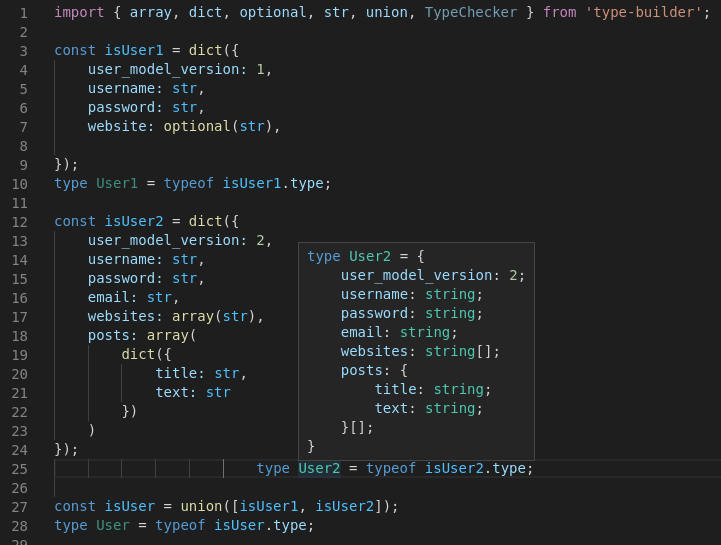 1 import { array, dict, optional, str, union, TypeChecker } from 'type-builder';
2
3 const isUser1 = dict({
4     user_model_version: 1,
5     username: str,
6     password: str,
7     website: optional(str),
8
9 });
10 type User1 = typeof isUser1.type;
11
12 const isUser2 = dict({
13     user_model_version: 2,
14     username: str,
15     password: str,
16     email: str,
17     websites: array(str),
18     posts: array(
19         dict({
20             title: str,
21             text: str
22         })
23     )
24 });
type User2 = {
    user_model_version: 2;
    username: string;
    password: string;
    email: string;
    websites: string[];
    posts: {
        title: string;
        text: string;
    }[];
}
25                         type User2 = typeof isUser2.type;
26
27 const isUser = union([isUser1, isUser2]);
28 type User = typeof isUser.type;
29